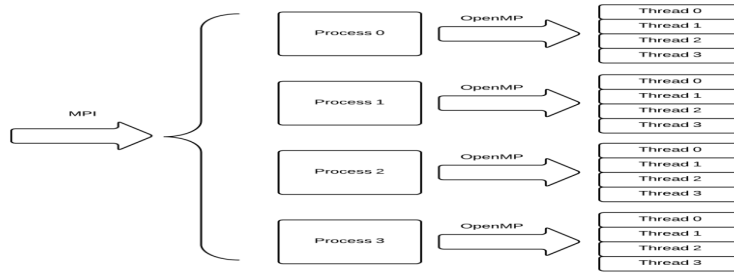 MPI
Process 0
OpenMP
Thread 0
Thread 1
Thread 2
Thread 3
Process 1
OpenMP
Thread 0
Thread 1
Thread 2
Thread 3
Process 2
OpenMP
Thread 0
Thread 1
Thread 2
Thread 3
Process 3
OpenMP
Thread 0
Thread 1
Thread 2
Thread 3